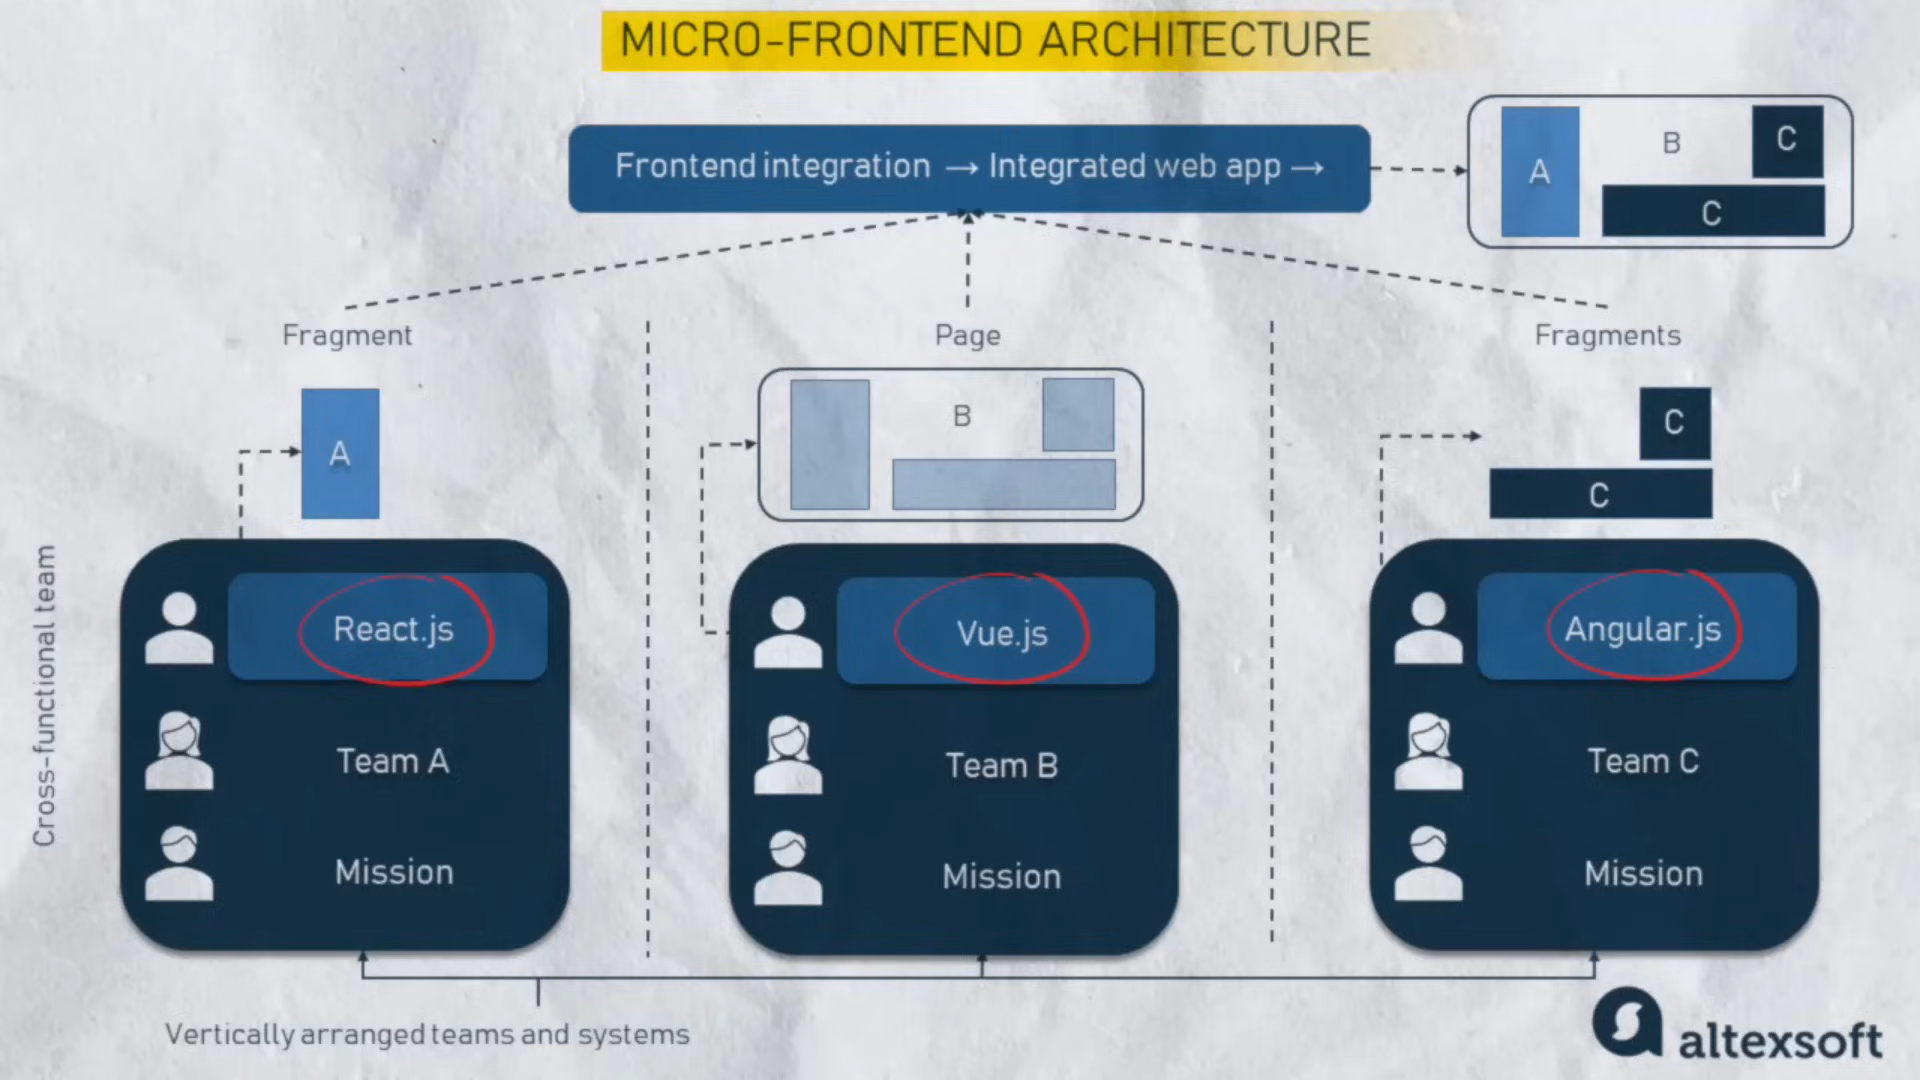 MICRO-FRONTEND ARCHITECTURE
Frontend integration → Integrated web app →
A
B
C
C
Fragment
Page
Fragments
A
B
C
C
Cross-functional team
React.js
Team A
Mission
Vue.js
Team B
Mission
Angular.js
Team C
Mission
Vertically arranged teams and systems
altexsoft